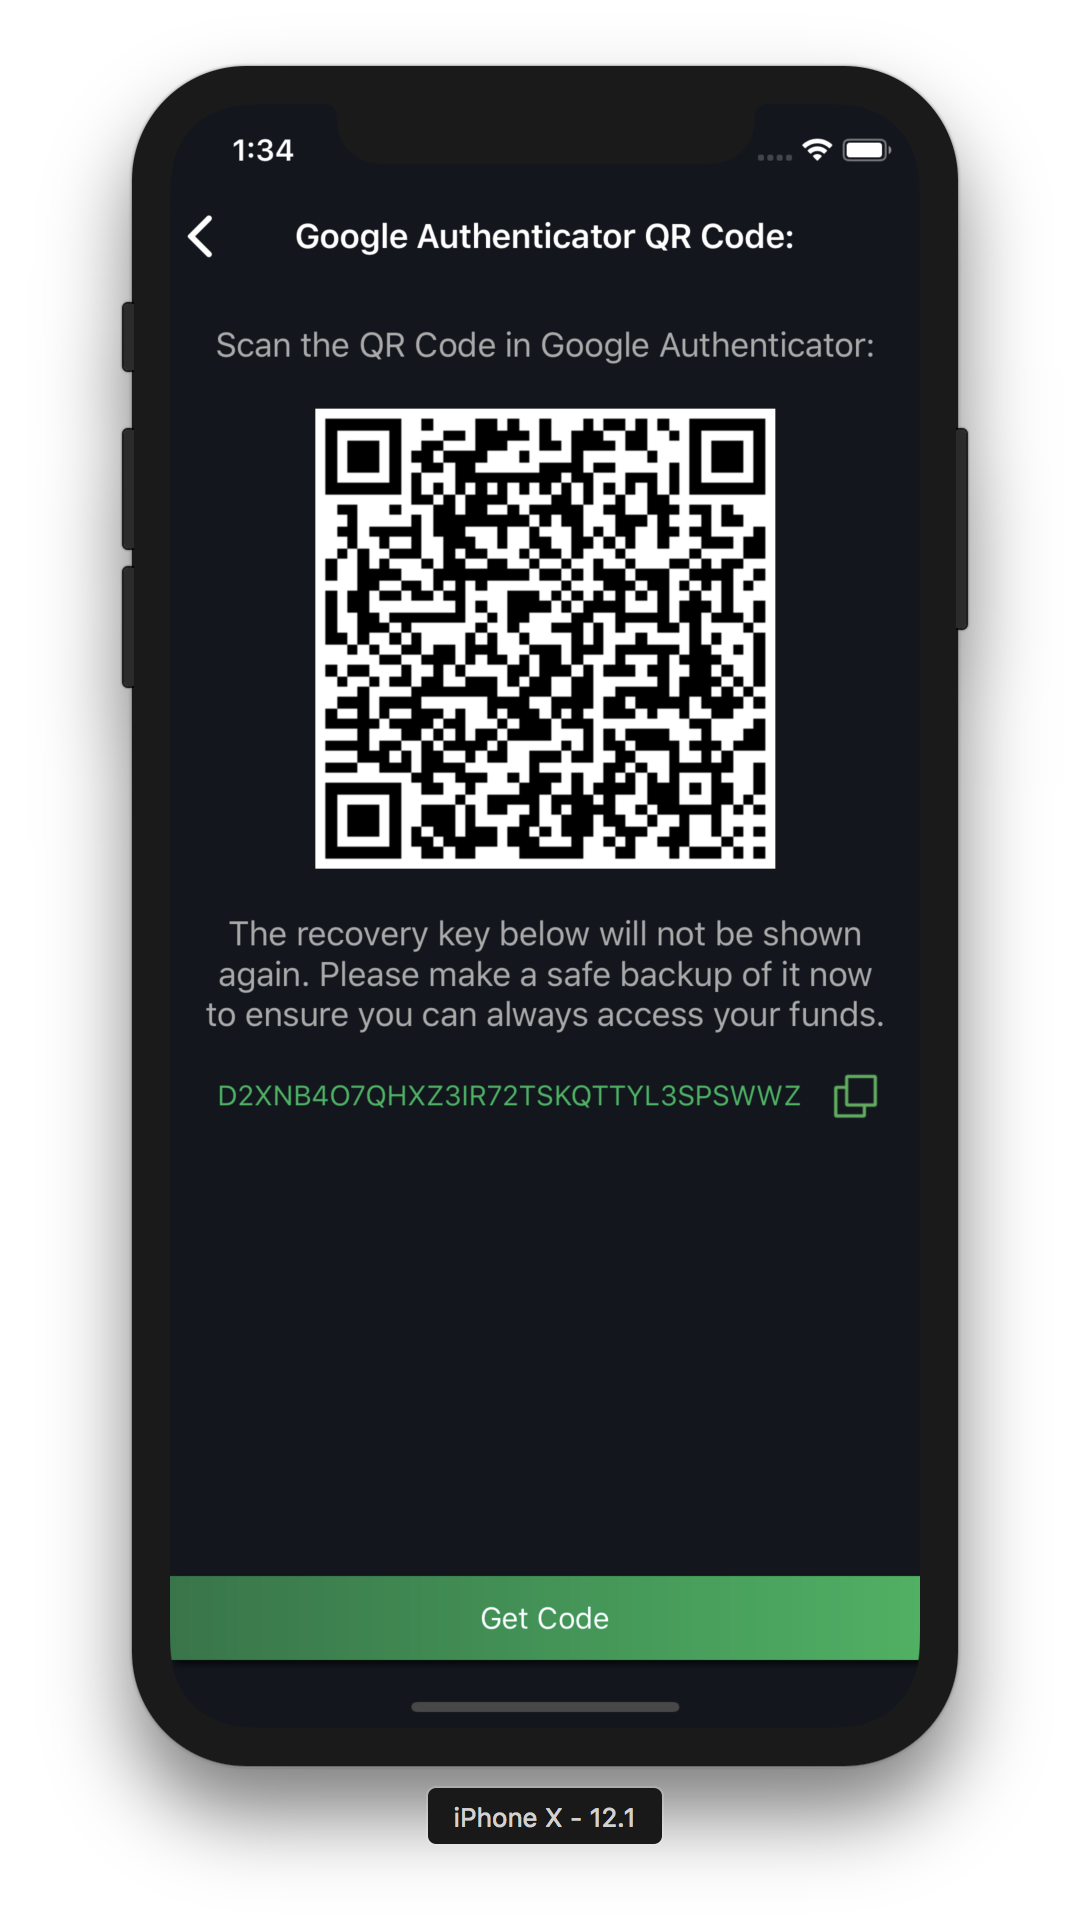 1:34
Google Authenticator QR Code:
Scan the QR Code in Google Authenticator:
The recovery key below will not be shown
again. Please make a safe backup of it now
to ensure you can always access your funds.
D2XNB4O7QHXZ3IR72TSKQTTYL3SPSWWZ
Get Code
iPhone X - 12.1